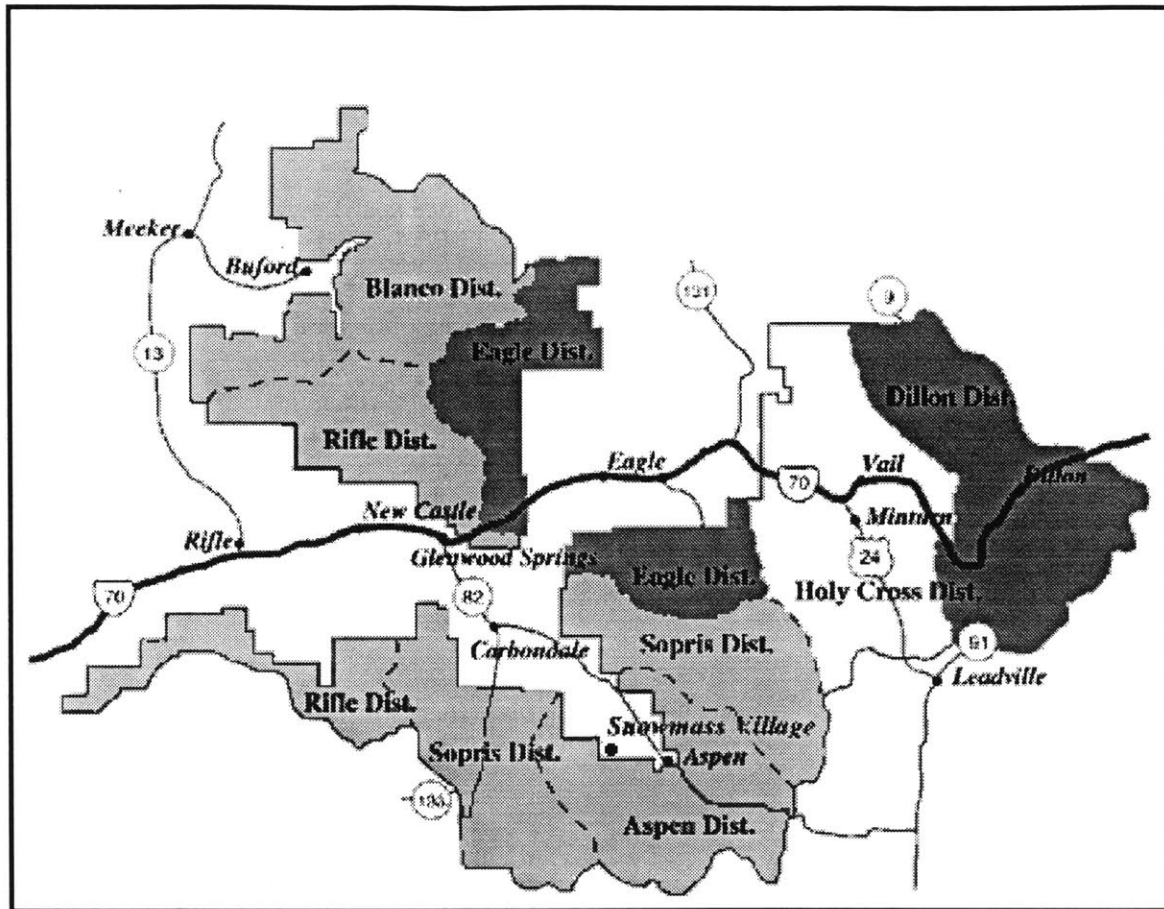 9
Meeker
131
Buford
Blanco Dist.
13
Eagle Dist.
Dillon Dist.
Rifle Dist.
Eagle
Vail
Dillon
70
New Castle
Minturn
Rifle
Glenwood Springs
24
Eagle Dist.
Holy Cross Dist.
70
82
Carbondale
Sopris Dist.
91
Leadville
Rifle Dist.
Snowmass Village
Sopris Dist.
Aspen
Aspen Dist.